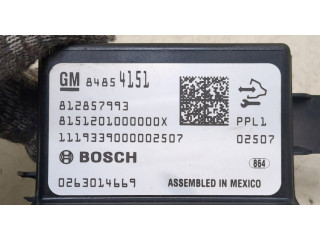 GM 84854151
812857993
8151201000000X PPL1
1119339000002507 02507
BOSCH 864
0263014669 ASSEMBLED IN MEXICO